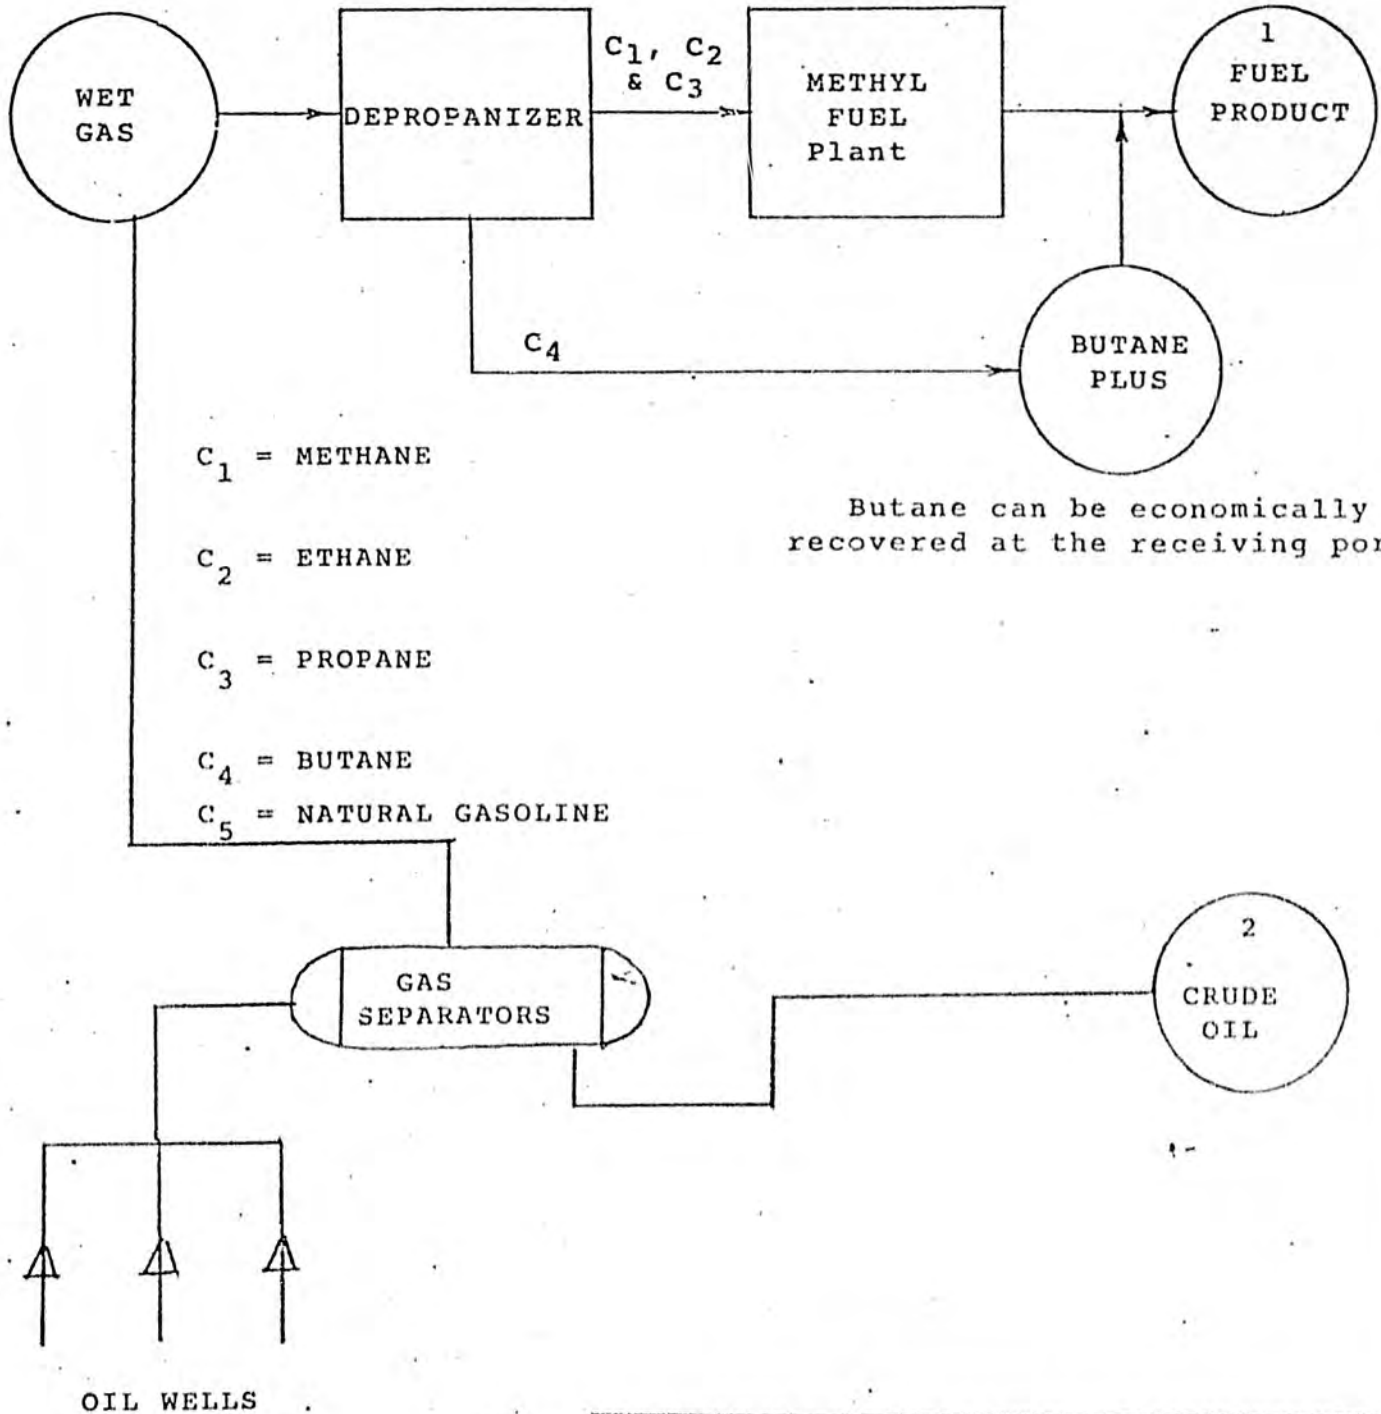 WET
GAS
DEPROPANIZER
C1, C2
& C3
METHYL
FUEL
Plant
1
FUEL
PRODUCT
C4
BUTANE
PLUS
Butane can be economically
recovered at the receiving por
C1 = METHANE
C2 = ETHANE
C3 = PROPANE
C4 = BUTANE
C5 = NATURAL GASOLINE
GAS
SEPARATORS
2
CRUDE
OIL
OIL WELLS